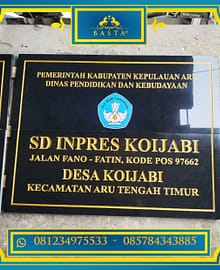 BASTA
PEMERINTAH KABUPATEN KEPULAUAN ARU
DINAS PENDIDIKAN DAN KEBUDAYAAN
SD INPRES KOIJABI
JALAN FANO - FATIN, KODE POS 97662
DESA KOIJABI
KECAMATAN ARU TENGAH TIMUR
081234975533 - 085784343885